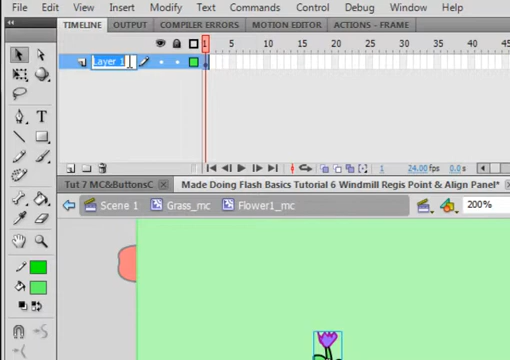 File Edit View Insert Modify Text Commands Control Debug Window Help
TIMELINE OUTPUT COMPILER ERRORS MOTION EDITOR ACTIONS - FRAME
1 5 10 15 20 25 30 35 40 45
Layer 1
1 24.00 fps 0.0 s
Tut 7 MC&ButtonsC Made Doing Flash Basics Tutorial 6 Windmill Regis Point & Align Panel*
Scene 1 Grass_mc Flower1_mc 200%
T